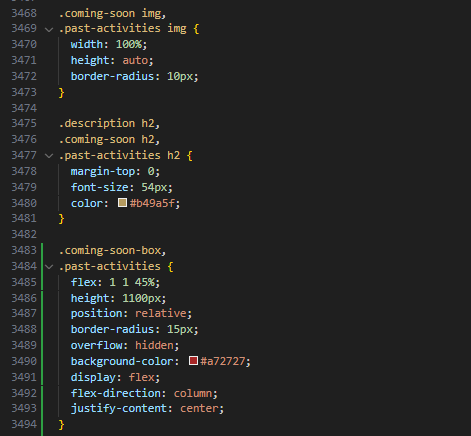 3468 .coming-soon img,
3469 .past-activities img {
3470 width: 100%;
3471 height: auto;
3472 border-radius: 10px;
3473 }
3474
3475 .description h2,
3476 .coming-soon h2,
3477 .past-activities h2 {
3478 margin-top: 0;
3479 font-size: 54px;
3480 color: #b49a5f;
3481 }
3482
3483 .coming-soon-box,
3484 .past-activities {
3485 flex: 1 1 45%;
3486 height: 1100px;
3487 position: relative;
3488 border-radius: 15px;
3489 overflow: hidden;
3490 background-color: #a72727;
3491 display: flex;
3492 flex-direction: column;
3493 justify-content: center;
3494 }